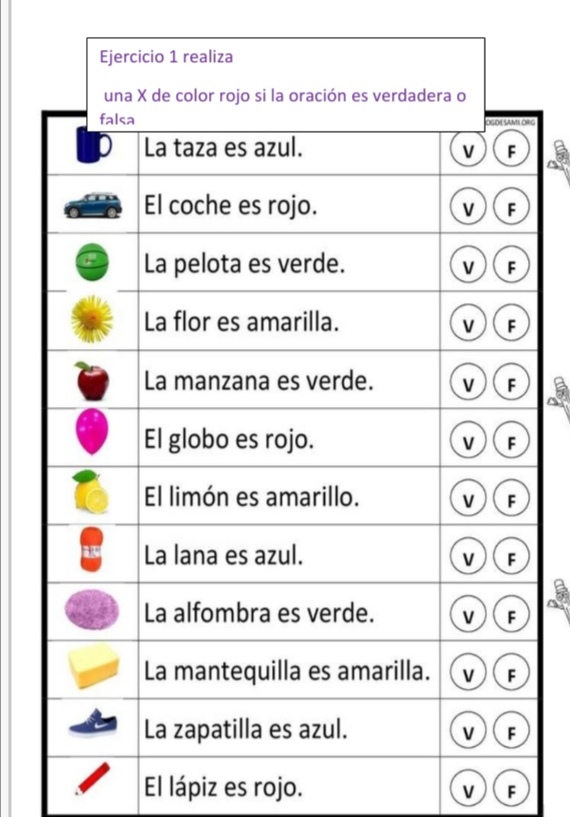 Ejercicio 1 realiza
una X de color rojo si la oración es verdadera o
falsa
OGDESAMI.ORG
La taza es azul. V F
El coche es rojo. V F
La pelota es verde. V F
La flor es amarilla. V F
La manzana es verde. V F
El globo es rojo. V F
El limón es amarillo. V F
La lana es azul. V F
La alfombra es verde. V F
La mantequilla es amarilla. V F
La zapatilla es azul. V F
El lápiz es rojo. V F